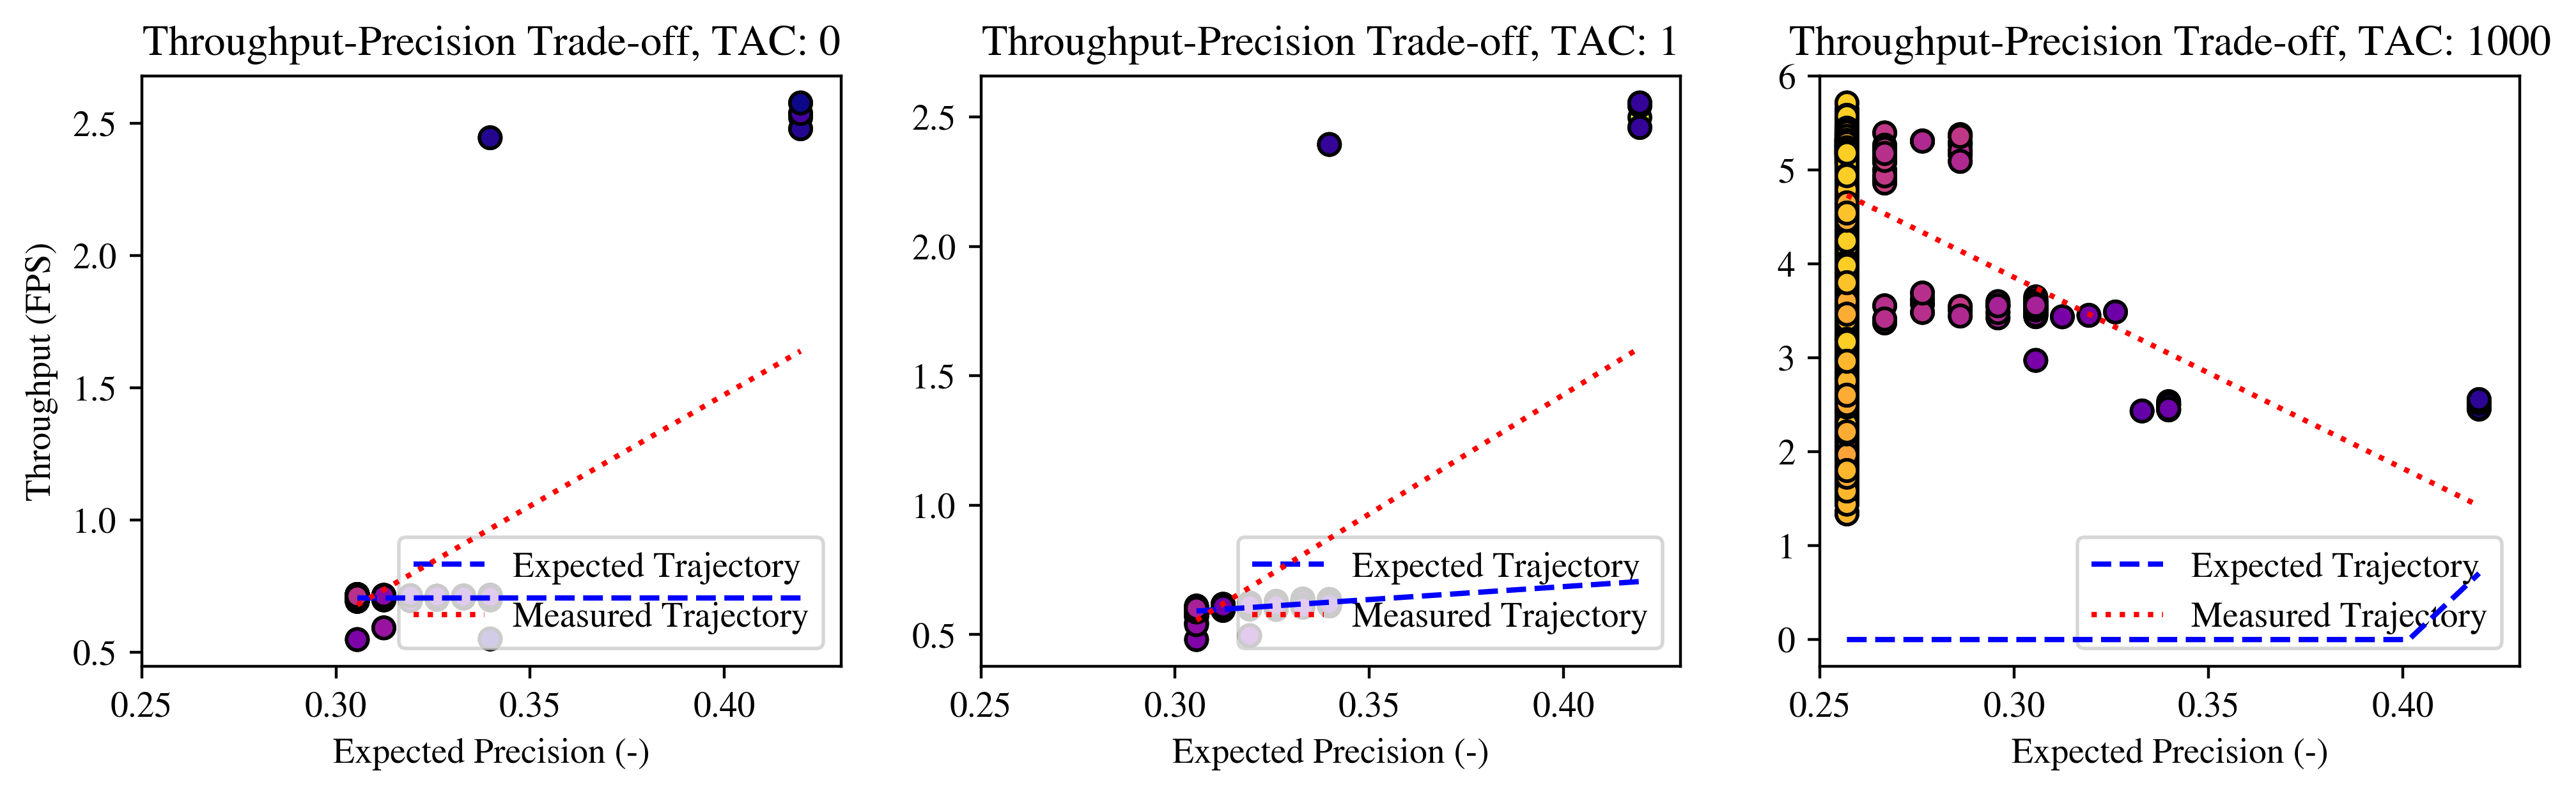 Throughput-Precision Trade-off, TAC: 0
Throughput (FPS)
2.5
2.0
1.5
1.0
0.5
Expected Trajectory
Measured Trajectory
0.25
0.30
0.35
0.40
Expected Precision (-)
Throughput-Precision Trade-off, TAC: 1
2.5
2.0
1.5
1.0
0.5
Expected Trajectory
Measured Trajectory
0.25
0.30
0.35
0.40
Expected Precision (-)
Throughput-Precision Trade-off, TAC: 1000
6
5
4
3
2
1
0
Expected Trajectory
Measured Trajectory
0.25
0.30
0.35
0.40
Expected Precision (-)